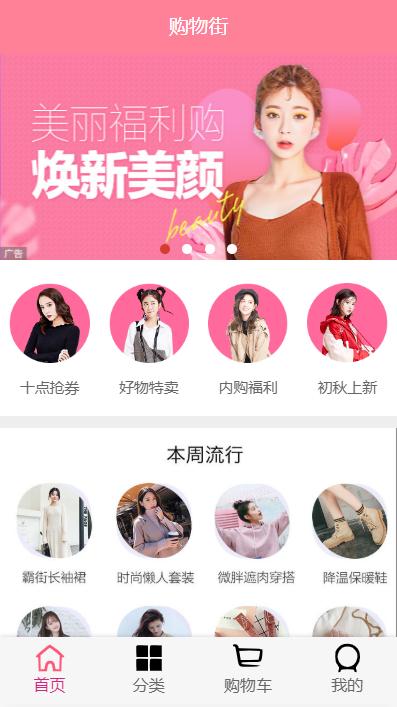 购物街
美丽福利购
焕新美颜
beauty
广告
十点抢券 好物特卖 内购福利 初秋上新
本周流行
霸街长袖裙 时尚懒人套装 微胖遮肉穿搭 降温保暖鞋
首页 分类 购物车 我的